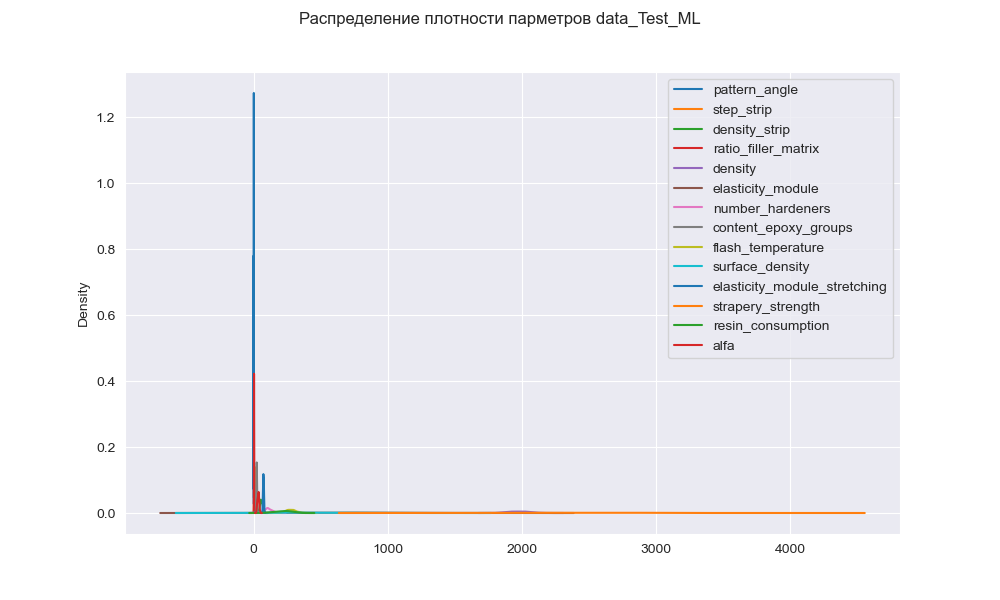 Распределение плотности парметров data_Test_ML
Density
1.2
1.0
0.8
0.6
0.4
0.2
0.0
0
1000
2000
3000
4000
pattern_angle
step_strip
density_strip
ratio_filler_matrix
density
elasticity_module
number_hardeners
content_epoxy_groups
flash_temperature
surface_density
elasticity_module_stretching
strapery_strength
resin_consumption
alfa